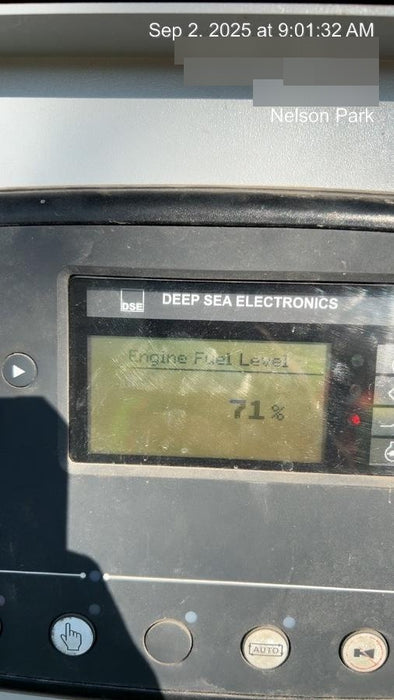 Sep 2. 2025 at 9:01:32 AM
Nelson Park
DSE
DEEP SEA ELECTRONICS
Engine Fuel Level
71%
AUTO